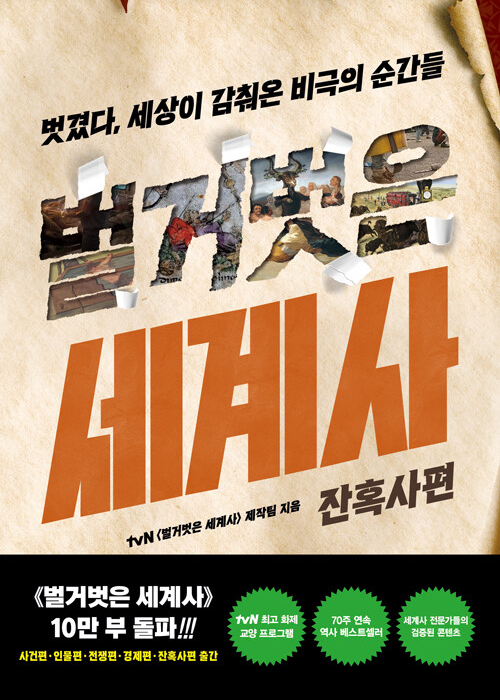 벗겼다, 세상이 감춰온 비극의 순간들
벌거벗은
세계사
잔혹사편
tvN 〈벌거벗은 세계사〉 제작팀 지음
《벌거벗은 세계사》
10만 부 돌파!!!
사건편·인물편·전쟁편·경제편·잔혹사편 출간
tvN 최고 화제
교양 프로그램
70주 연속
역사 베스트셀러
세계사 전문가들의
검증된 콘텐츠